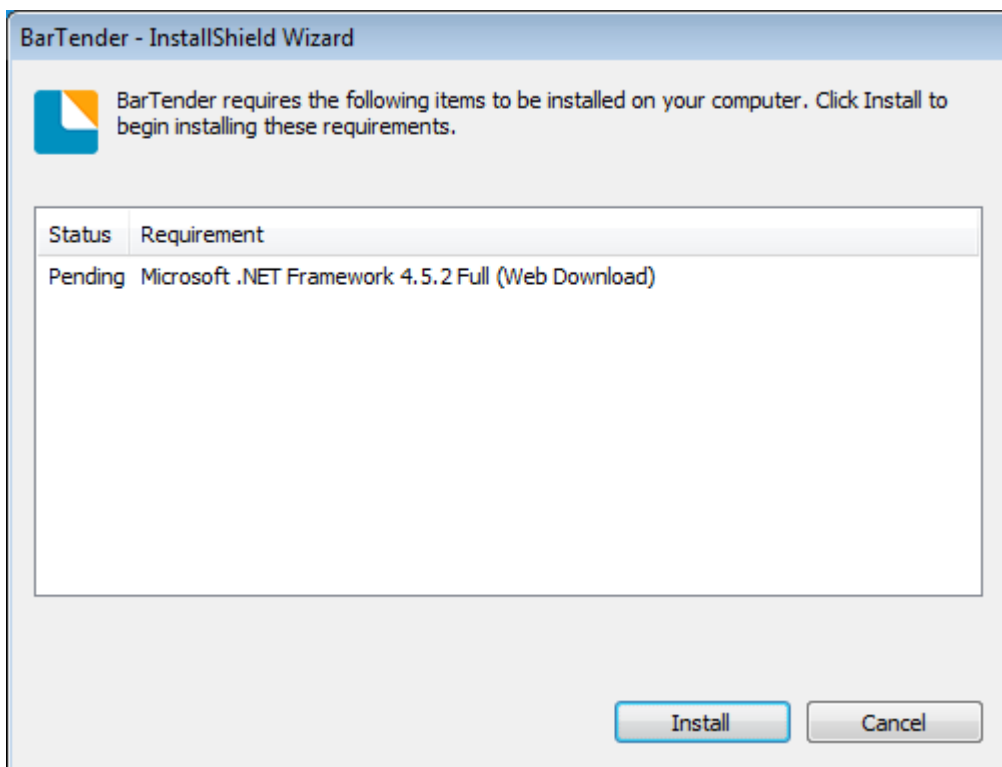 BarTender - InstallShield Wizard
BarTender requires the following items to be installed on your computer. Click Install to
begin installing these requirements.
Status Requirement
Pending Microsoft .NET Framework 4.5.2 Full (Web Download)
Install Cancel